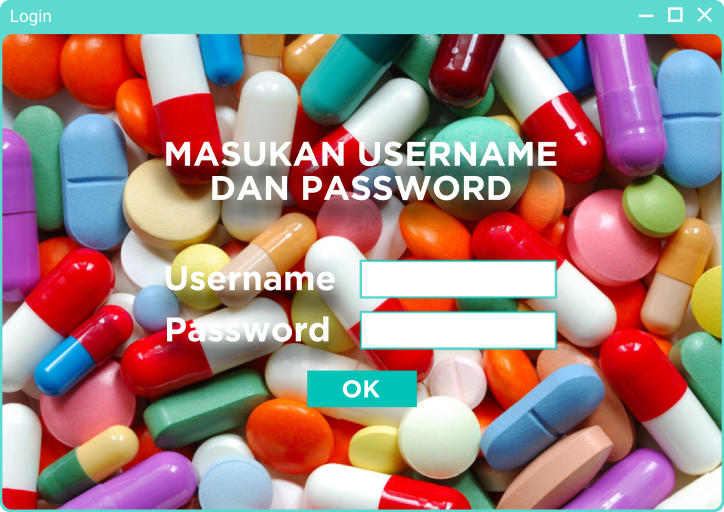 Login
MASUKAN USERNAME
DAN PASSWORD
Username
Password
OK